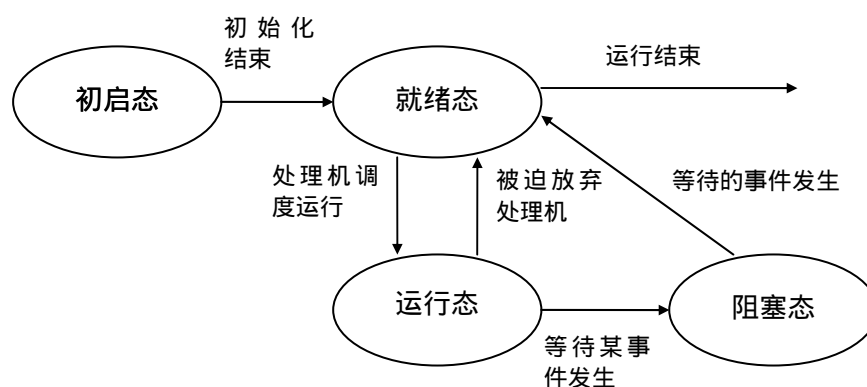 初始化
结束
运行结束
初启态
就绪态
处理机调
度运行
被迫放弃
处理机
等待的事件发生
运行态
阻塞态
等待某事
件发生